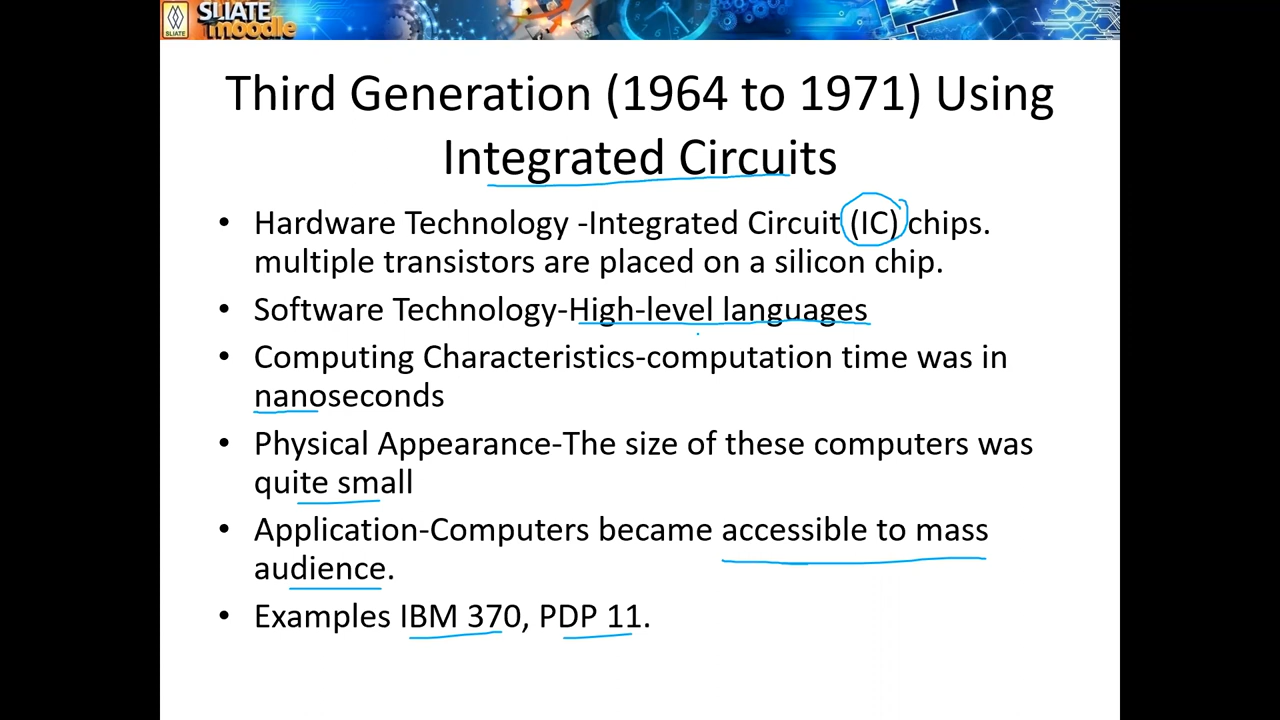 SLIATE
moodle
SLIATE
Third Generation (1964 to 1971) Using
Integrated Circuits
• Hardware Technology -Integrated Circuit (IC) chips.
multiple transistors are placed on a silicon chip.
• Software Technology-High-level languages
• Computing Characteristics-computation time was in
nanoseconds
• Physical Appearance-The size of these computers was
quite small
• Application-Computers became accessible to mass
audience.
• Examples IBM 370, PDP 11.